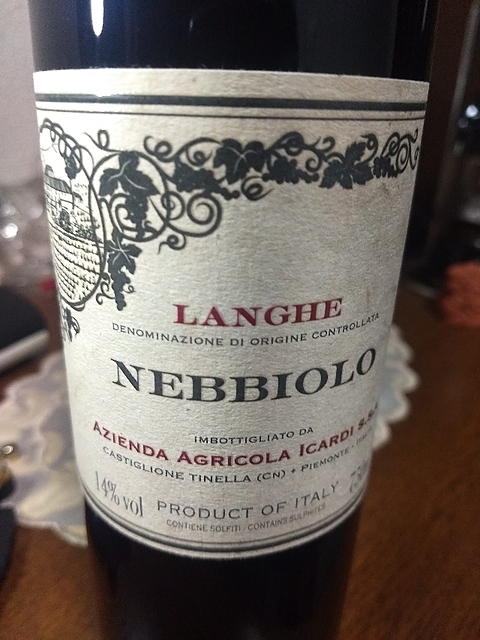 LANGHE
DENOMINAZIONE DI ORIGINE CONTROLLATA
NEBBIOLO
IMBOTTIGLIATO DA
AZIENDA AGRICOLA ICARDI
CASTIGLIONE TINELLA (CN) • PIEMONTE -
14% vol PRODUCT OF ITALY
CONTIENE SOLFITI - CONTAINS SULPHITES